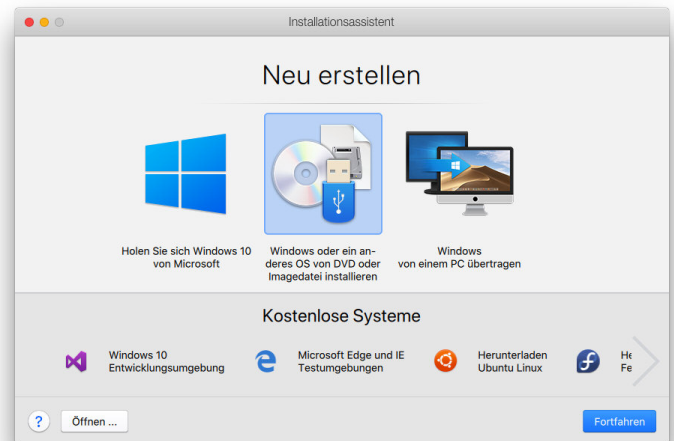 Installationsassistent
Neu erstellen
Holen Sie sich Windows 10
von Microsoft
Windows oder ein an-
deres OS von DVD oder
Imagedatei installieren
Windows
von einem PC übertragen
Kostenlose Systeme
Windows 10
Entwicklungsumgebung
Microsoft Edge und IE
Testumgebungen
Herunterladen
Ubuntu Linux
He
Fe
?
Öffnen ...
Fortfahren